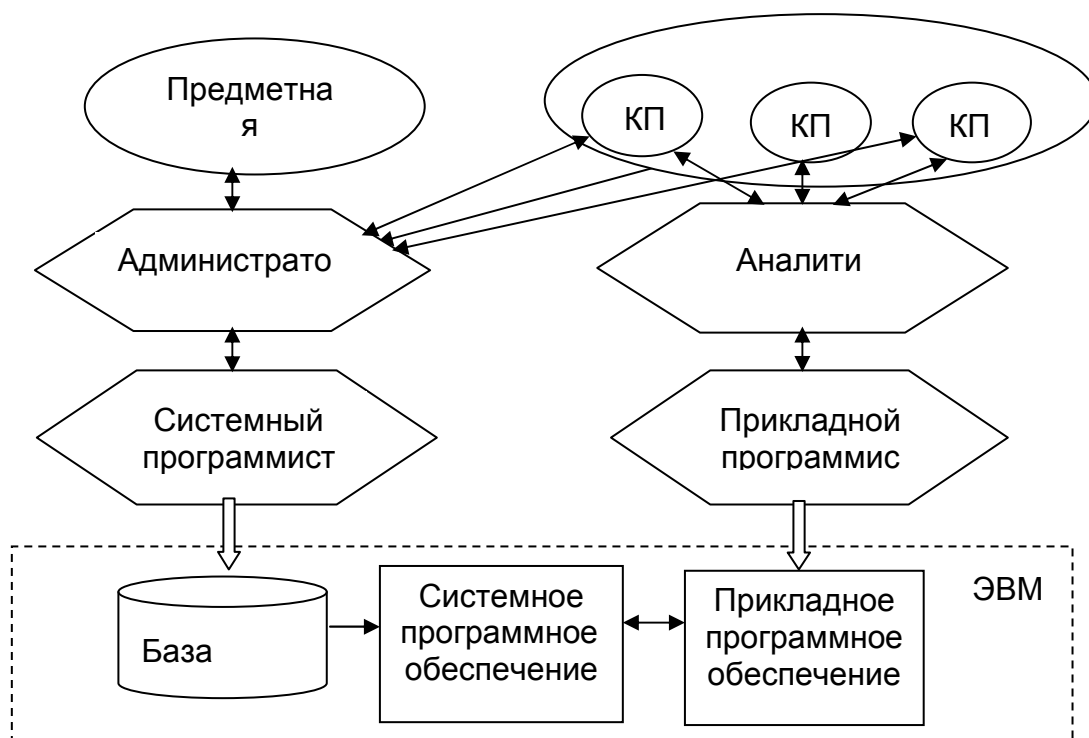 Предметна
я
КП
КП
КП
Администрато
Аналити
Системный
программист
Прикладной
программис
ЭВМ
База
Системное
программное
обеспечение
Прикладное
программное
обеспечение